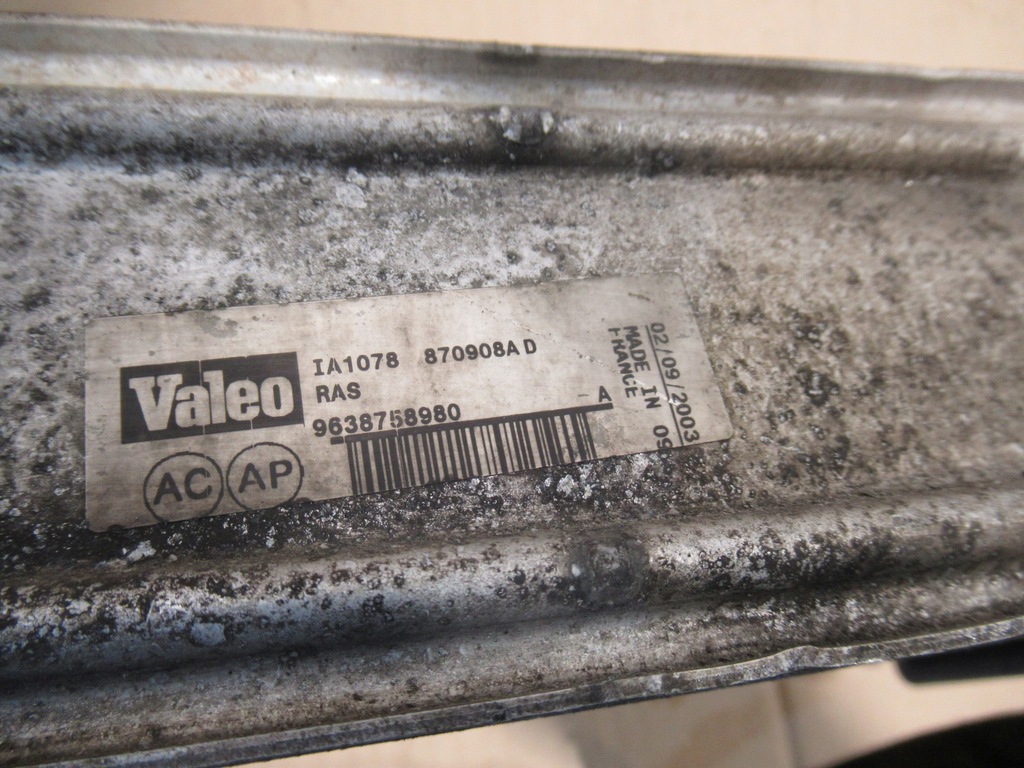 Valeo
IA1078 870908A D
RAS
9638758980
- A
AC AP
02/09/2003
MADE IN 09
FRANCE